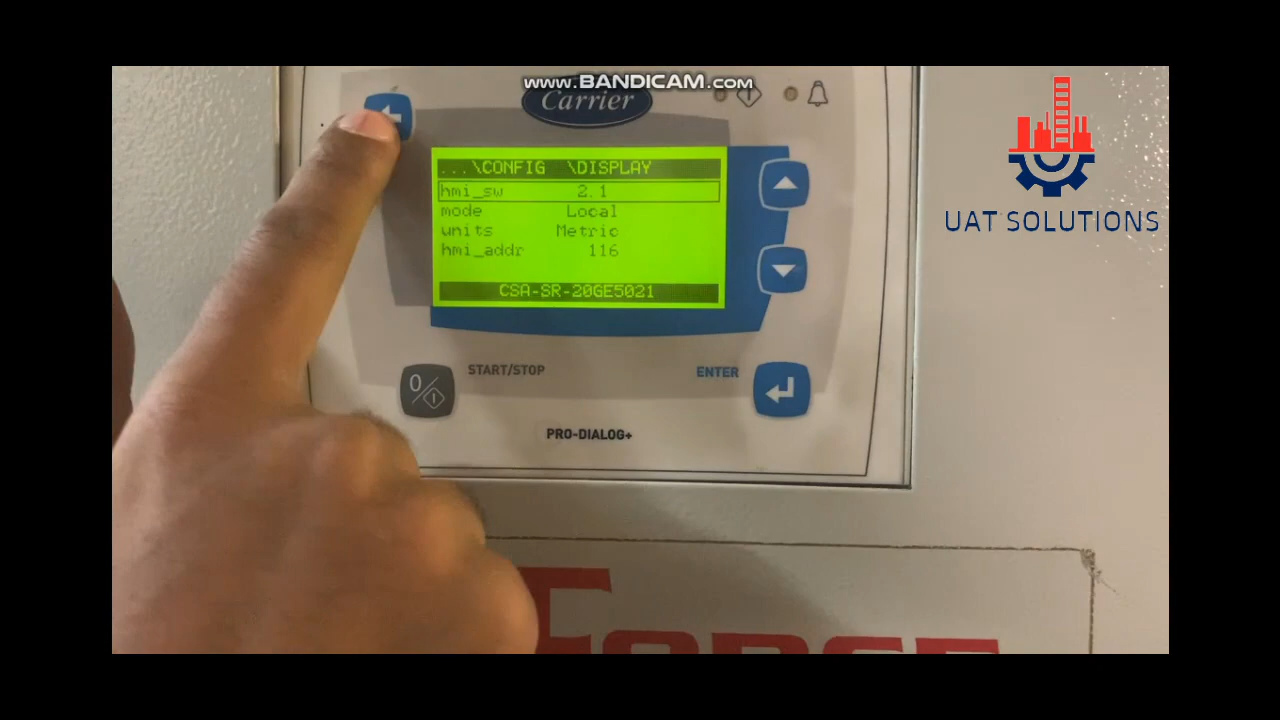 www.BANDICAM.com
Carrier
UAT SOLUTIONS
...\CONFIG \DISPLAY
hmi_sw 2.1
mode Local
units Metric
hmi_addr 116
CSA-SR-20GE5021
START/STOP
ENTER
0/
PRO-DIALOG+